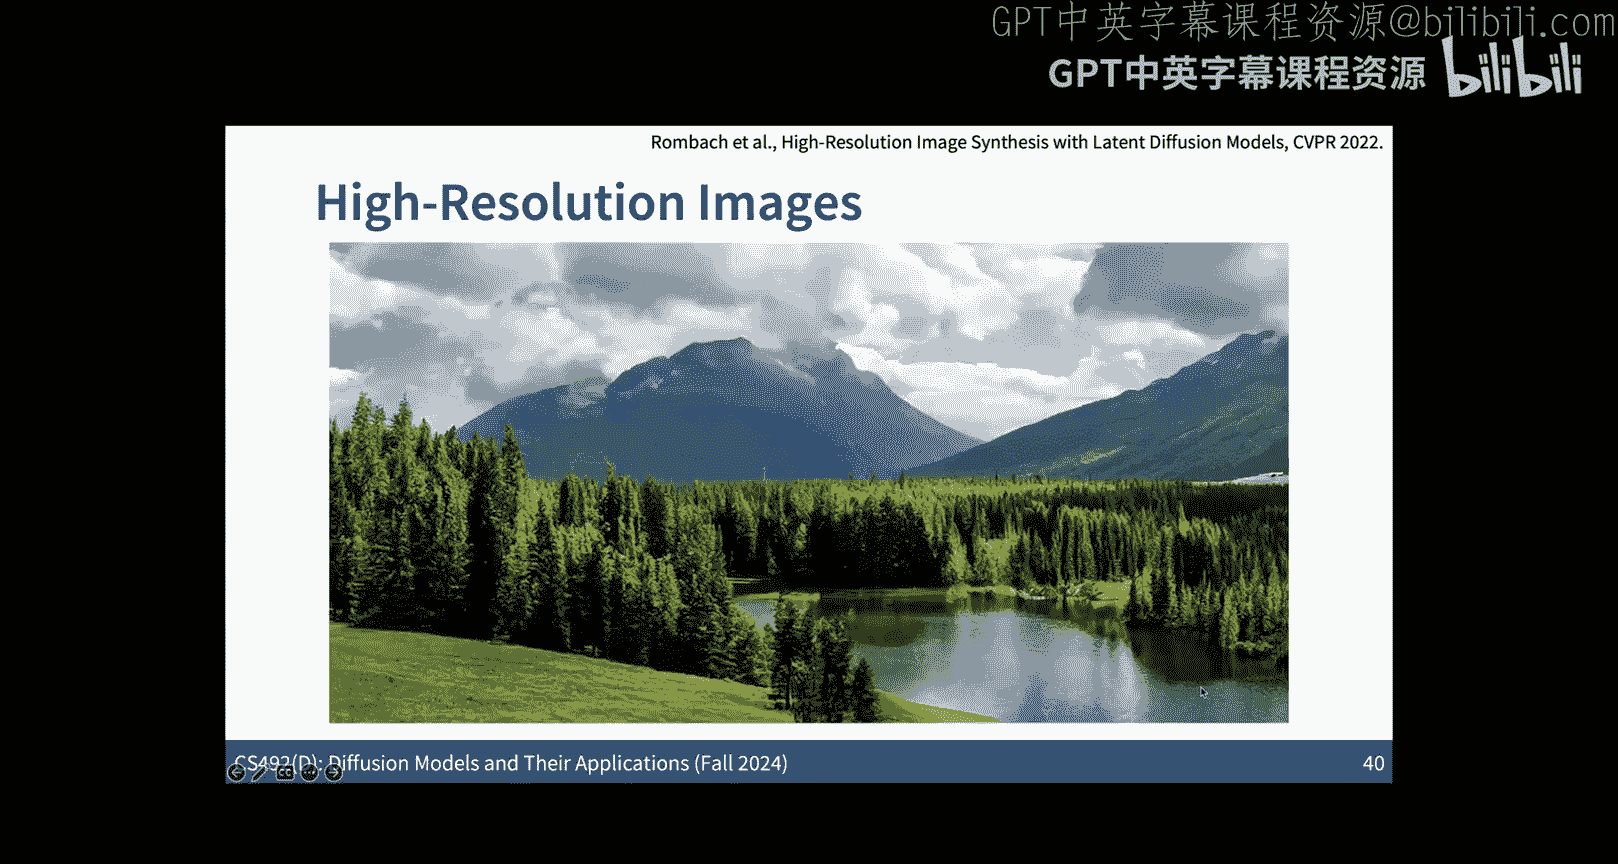 GPT中英字幕课程资源@bilibili.com
GPT中英字幕课程资源 bilibili
Rombach et al., High-Resolution Image Synthesis with Latent Diffusion Models, CVPR 2022.
High-Resolution Images
CS492(D): Diffusion Models and Their Applications (Fall 2024)
40